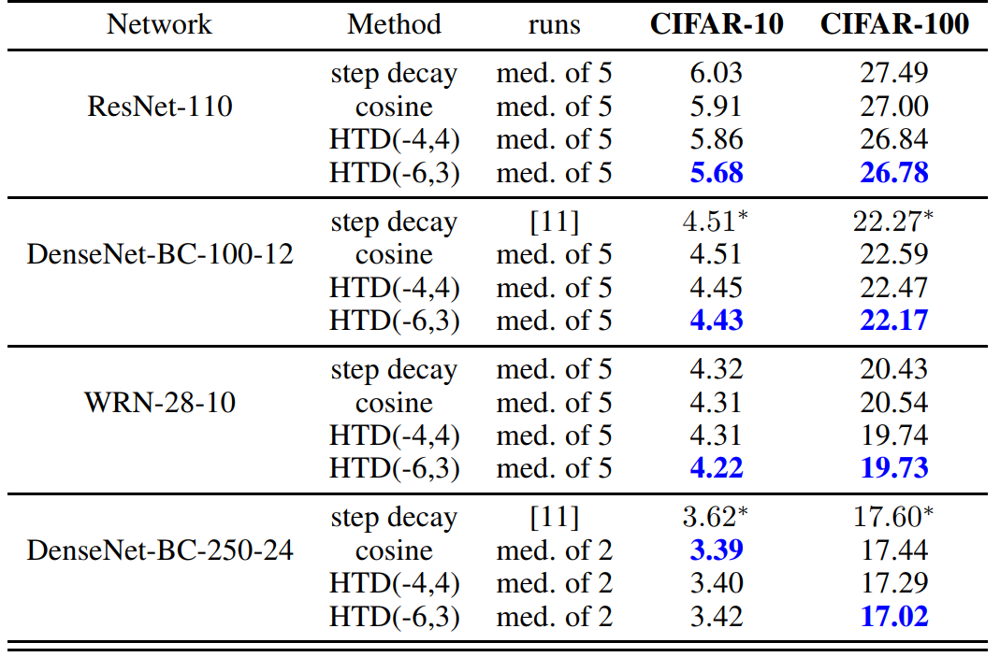 Network Method runs CIFAR-10 CIFAR-100
step decay med. of 5 6.03 27.49
ResNet-110 cosine med. of 5 5.91 27.00
HTD(-4,4) med. of 5 5.86 26.84
HTD(-6,3) med. of 5 5.68 26.78
step decay [11] 4.51* 22.27*
DenseNet-BC-100-12 cosine med. of 5 4.51 22.59
HTD(-4,4) med. of 5 4.45 22.47
HTD(-6,3) med. of 5 4.43 22.17
step decay med. of 5 4.32 20.43
WRN-28-10 cosine med. of 5 4.31 20.54
HTD(-4,4) med. of 5 4.31 19.74
HTD(-6,3) med. of 5 4.22 19.73
step decay [11] 3.62* 17.60*
DenseNet-BC-250-24 cosine med. of 2 3.39 17.44
HTD(-4,4) med. of 2 3.40 17.29
HTD(-6,3) med. of 2 3.42 17.02